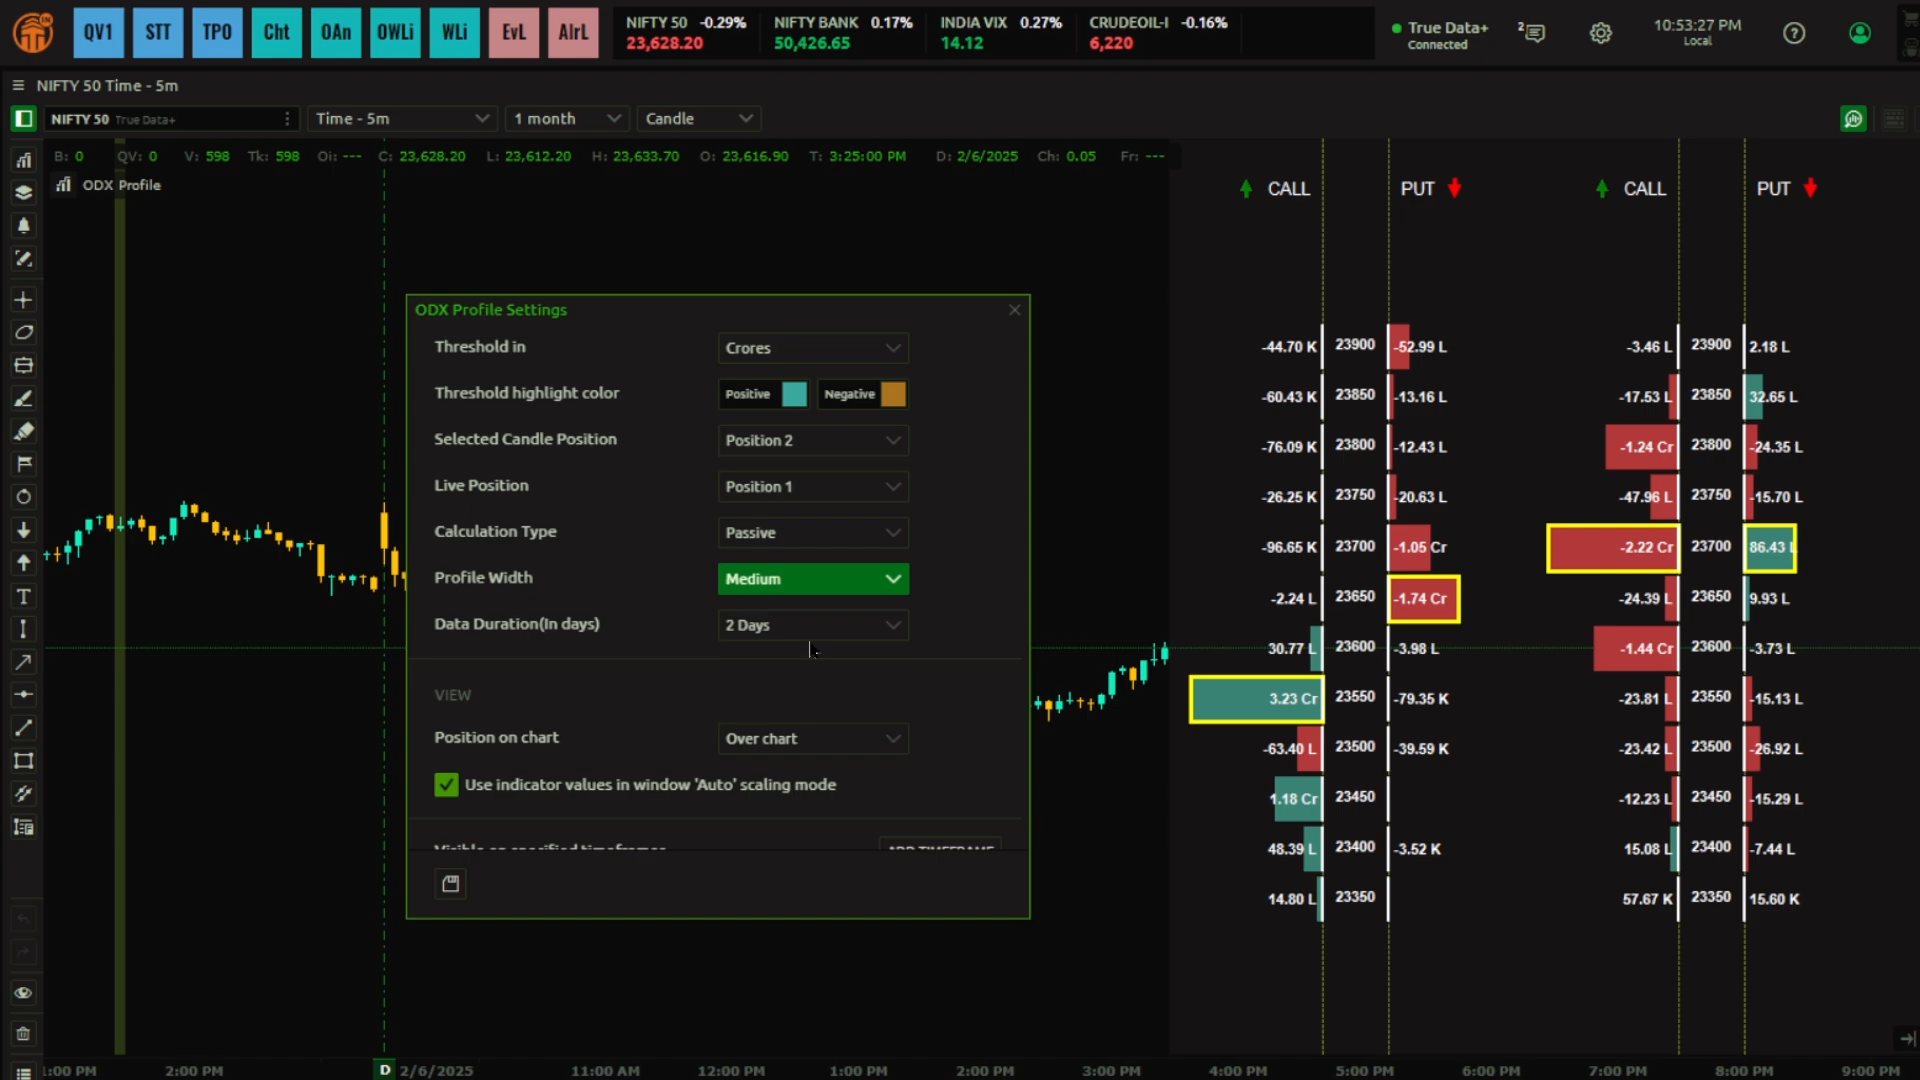 QV1 STT TPO Cht OAn OWLi WLi EvL AlrL
NIFTY 50 -0.29% NIFTY BANK 0.17% INDIA VIX 0.27% CRUDEOIL-I -0.16%
23,628.20 50,426.65 14.12 6,220
True Data+
Connected
2
10:53:27 PM
Local
NIFTY 50 Time - 5m
NIFTY 50 True Data+ Time - 5m 1 month Candle
B: 0 QV: 0 V: 598 Tk: 598 Oi: --- C: 23,628.20 L: 23,612.20 H: 23,633.70 O: 23,616.90 T: 3:25:00 PM D: 2/6/2025 Ch: 0.05 Fr: ---
ODX Profile
CALL PUT CALL PUT
ODX Profile Settings
Threshold in Crores
Threshold highlight color Positive Negative
Selected Candle Position Position 2
Live Position Position 1
Calculation Type Passive
Profile Width Medium
Data Duration(In days) 2 Days
VIEW
Position on chart Over chart
Use indicator values in window 'Auto' scaling mode
Visible on specified timeframes ADD TIMEFRAME
-44.70 K 23900 -52.99 L -3.46 L 23900 2.18 L
-60.43 K 23850 -13.16 L -17.53 L 23850 32.65 L
-76.09 K 23800 -12.43 L -1.24 Cr 23800 -24.35 L
-26.25 K 23750 -20.63 L -47.96 L 23750 -15.70 L
-96.65 K 23700 -1.05 Cr -2.22 Cr 23700 86.43 L
-2.24 L 23650 -1.74 Cr -24.39 L 23650 9.93 L
30.77 L 23600 -3.98 L -1.44 Cr 23600 -3.73 L
3.23 Cr 23550 -79.35 K -23.81 L 23550 -15.13 L
-63.40 L 23500 -39.59 K -23.42 L 23500 -26.92 L
1.18 Cr 23450 -12.23 L 23450 -15.29 L
48.39 L 23400 -3.52 K 15.08 L 23400 -7.44 L
14.80 L 23350 57.67 K 23350 15.60 K
1:00 PM 2:00 PM D 2/6/2025 11:00 AM 12:00 PM 1:00 PM 2:00 PM 3:00 PM 4:00 PM 5:00 PM 6:00 PM 7:00 PM 8:00 PM 9:00 PM